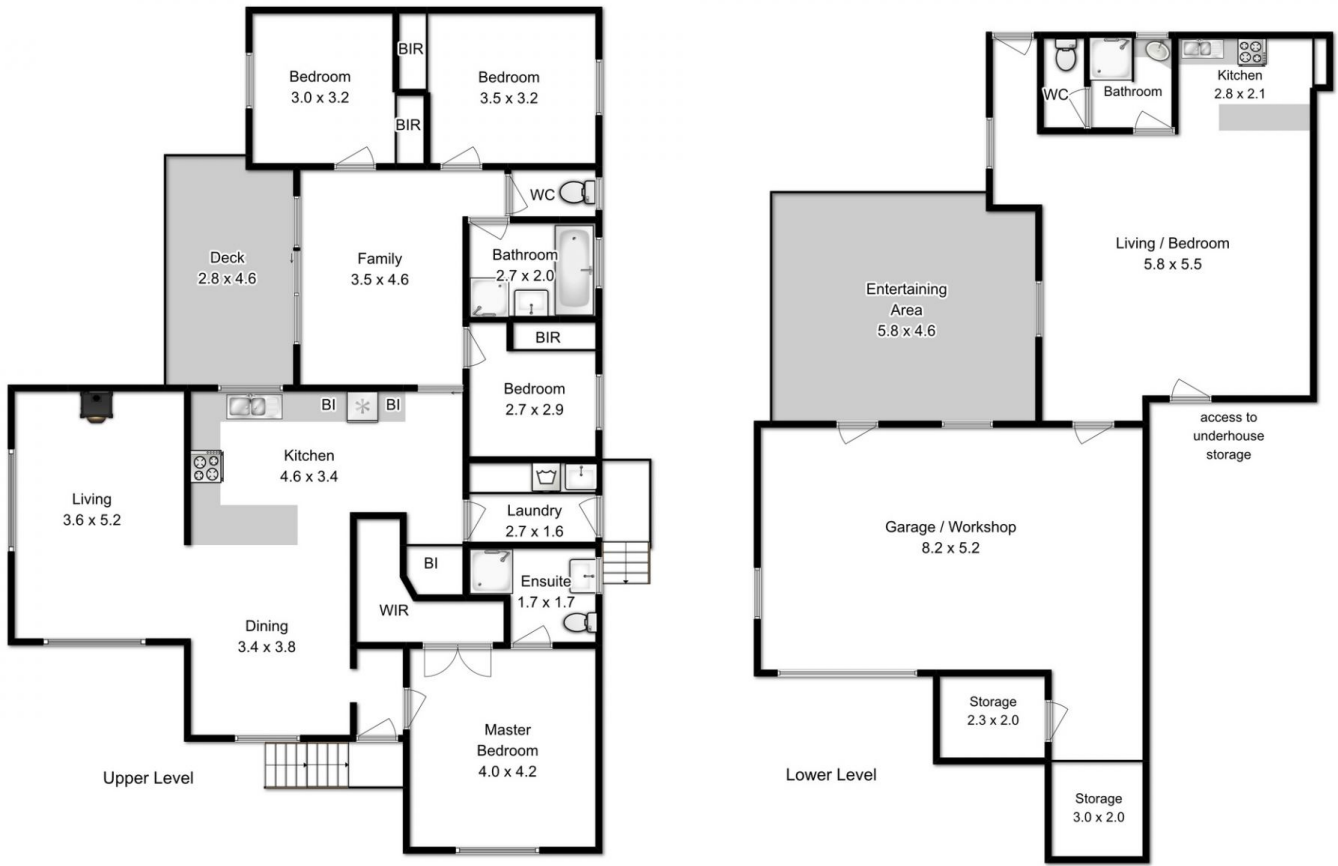 Bedroom
3.0 x 3.2
BIR
BIR
Bedroom
3.5 x 3.2
WC
Deck
2.8 x 4.6
Family
3.5 x 4.6
Bathroom
2.7 x 2.0
BIR
Bedroom
2.7 x 2.9
BI
BI
Kitchen
4.6 x 3.4
Living
3.6 x 5.2
Laundry
2.7 x 1.6
BI
Ensuite
1.7 x 1.7
WIR
Dining
3.4 x 3.8
Master
Bedroom
4.0 x 4.2
Upper Level
WC
Bathroom
Kitchen
2.8 x 2.1
Living / Bedroom
5.8 x 5.5
Entertaining
Area
5.8 x 4.6
access to
underhouse
storage
Garage / Workshop
8.2 x 5.2
Storage
2.3 x 2.0
Storage
3.0 x 2.0
Lower Level